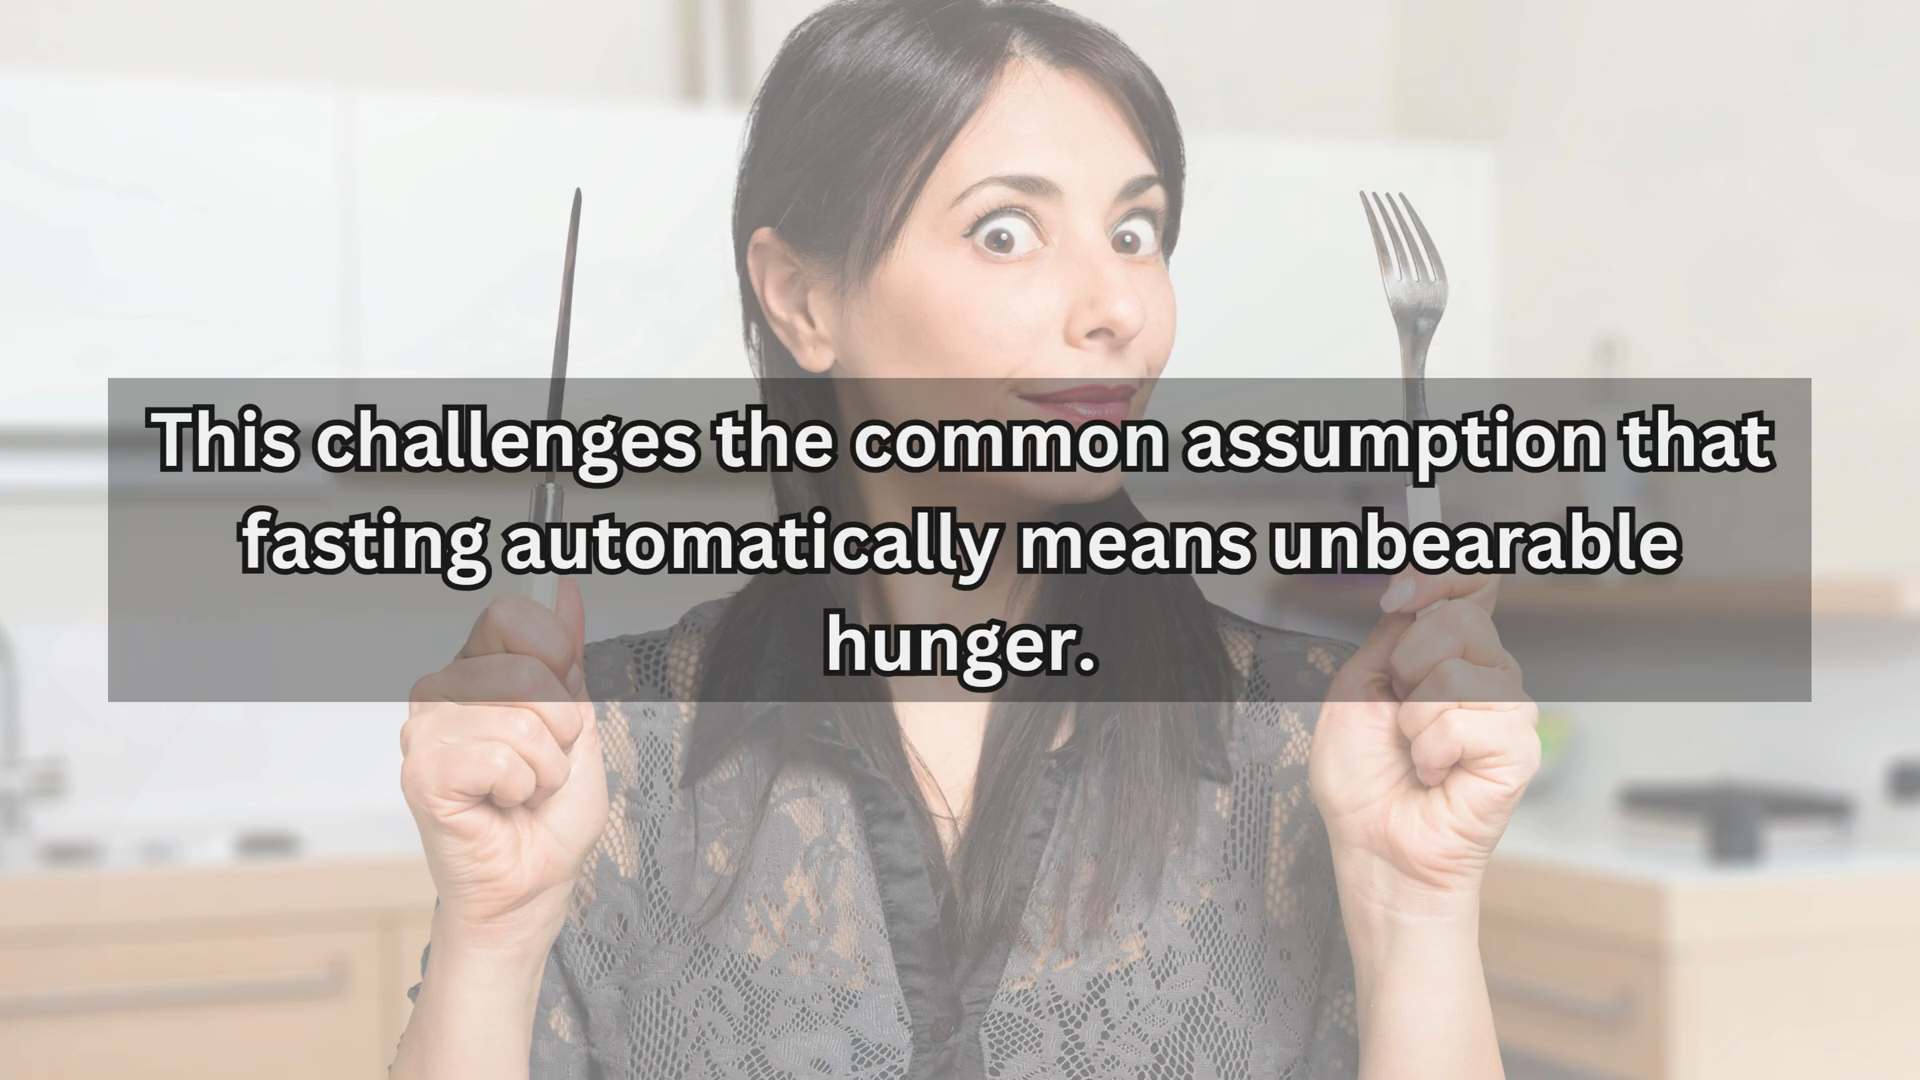 This challenges the common assumption that
fasting automatically means unbearable
hunger.